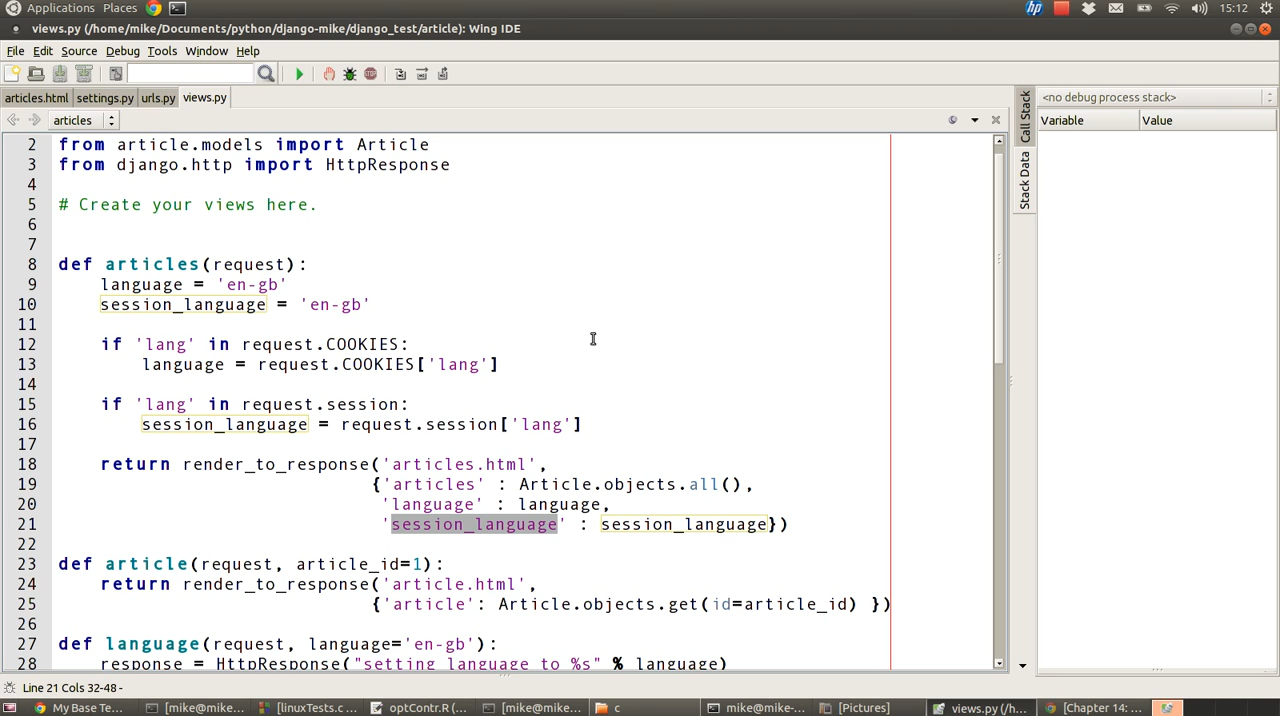 Applications Places 15:12
views.py (/home/mike/Documents/python/django-mike/django_test/article): Wing IDE
File Edit Source Debug Tools Window Help
articles.html settings.py urls.py views.py
<no debug process stack>
articles
Variable Value
Call Stack
Stack Data
2 from article.models import Article
3 from django.http import HttpResponse
4
5 # Create your views here.
6
7
8 def articles(request):
9 language = 'en-gb'
10 session_language = 'en-gb'
11
12 if 'lang' in request.COOKIES:
13 language = request.COOKIES['lang']
14
15 if 'lang' in request.session:
16 session_language = request.session['lang']
17
18 return render_to_response('articles.html',
19 {'articles' : Article.objects.all(),
20 'language' : language,
21 'session_language' : session_language})
22
23 def article(request, article_id=1):
24 return render_to_response('article.html',
25 {'article': Article.objects.get(id=article_id) })
26
27 def language(request, language='en-gb'):
28 response = HttpResponse("setting language to %s" % language)
Line 21 Cols 32-48 -
My Base Te... [mike@mike... [linuxTests.c ... optContr.R (... [mike@mike... c mike@mike-... [Pictures] views.py (/h... [Chapter 14: ...